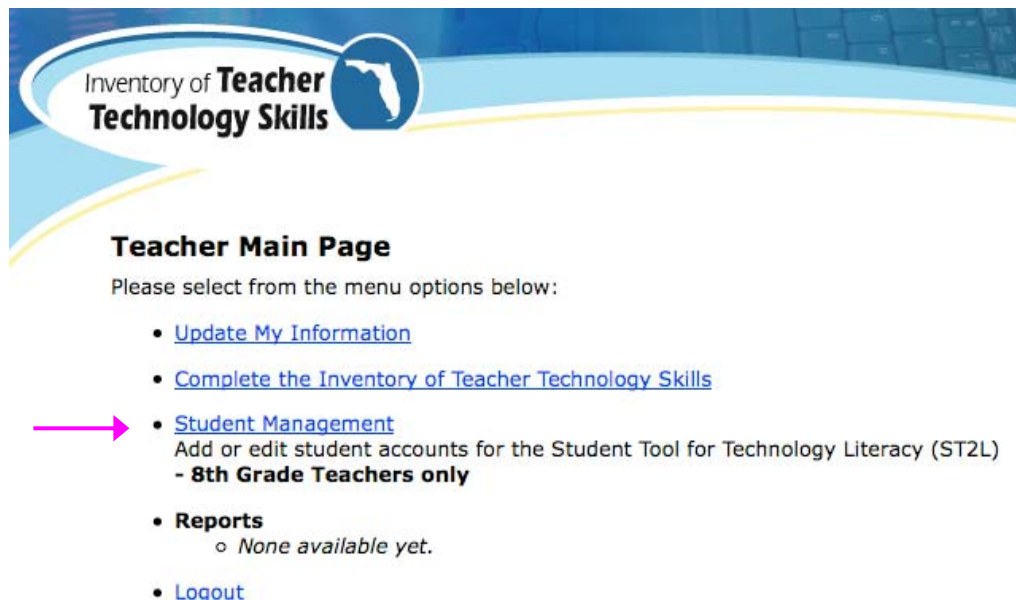 Inventory of Teacher
Technology Skills
Teacher Main Page
Please select from the menu options below:
• Update My Information
• Complete the Inventory of Teacher Technology Skills
• Student Management
Add or edit student accounts for the Student Tool for Technology Literacy (ST2L)
- 8th Grade Teachers only
• Reports
○ None available yet.
• Logout